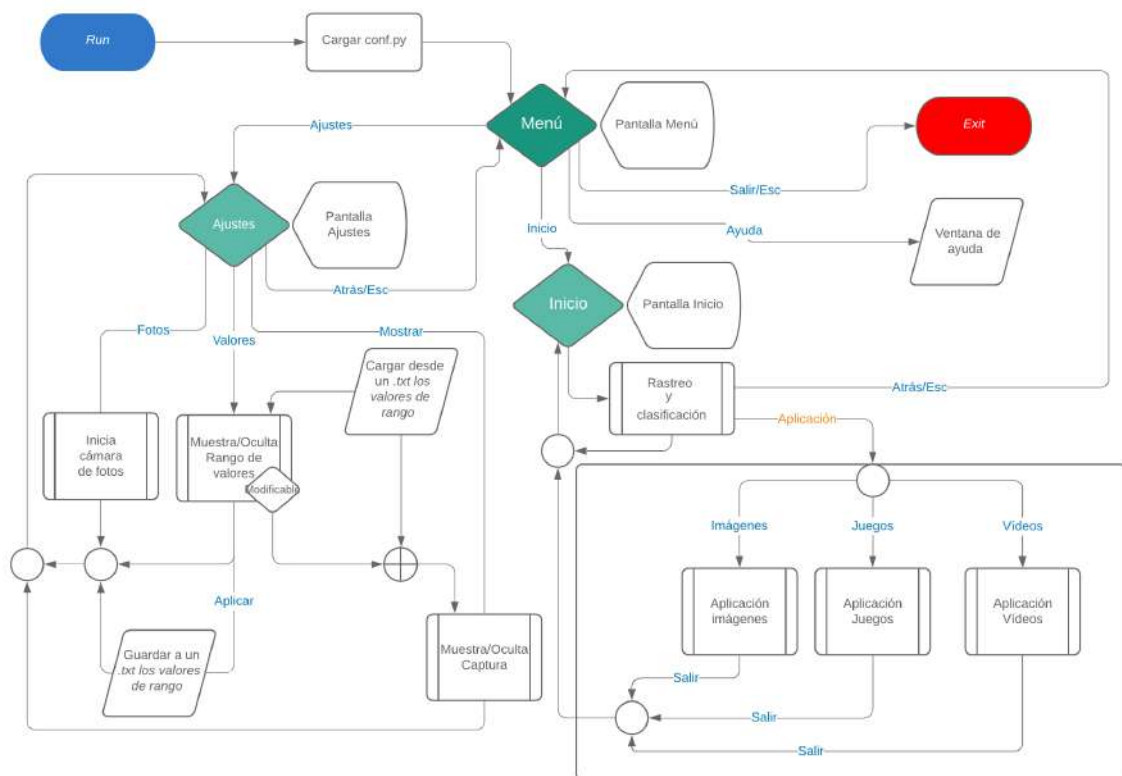 Run
Cargar conf.py
Menú
Pantalla Menú
Exit
Ajustes
Salir/Esc
Ajustes
Pantalla
Ajustes
Inicio
Ayuda
Ventana de
ayuda
Atrás/Esc
Inicio
Pantalla Inicio
Fotos
Valores
Mostrar
Cargar desde
un .txt los
valores de
rango
Rastreo
y
clasificación
Atrás/Esc
Aplicación
Inicia
cámara
de fotos
Muestra/Oculta
Rango de
valores
Modificable
Imágenes
Juegos
Vídeos
Aplicar
Aplicación
imágenes
Aplicación
Juegos
Aplicación
Vídeos
Guardar a un
.txt los valores
de rango
Muestra/Oculta
Captura
Salir
Salir
Salir